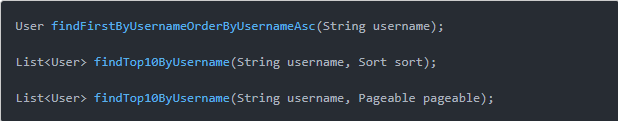 User findFirstByUsernameOrderByUsernameAsc(String username);
List<User> findTop10ByUsername(String username, Sort sort);
List<User> findTop10ByUsername(String username, Pageable pageable);